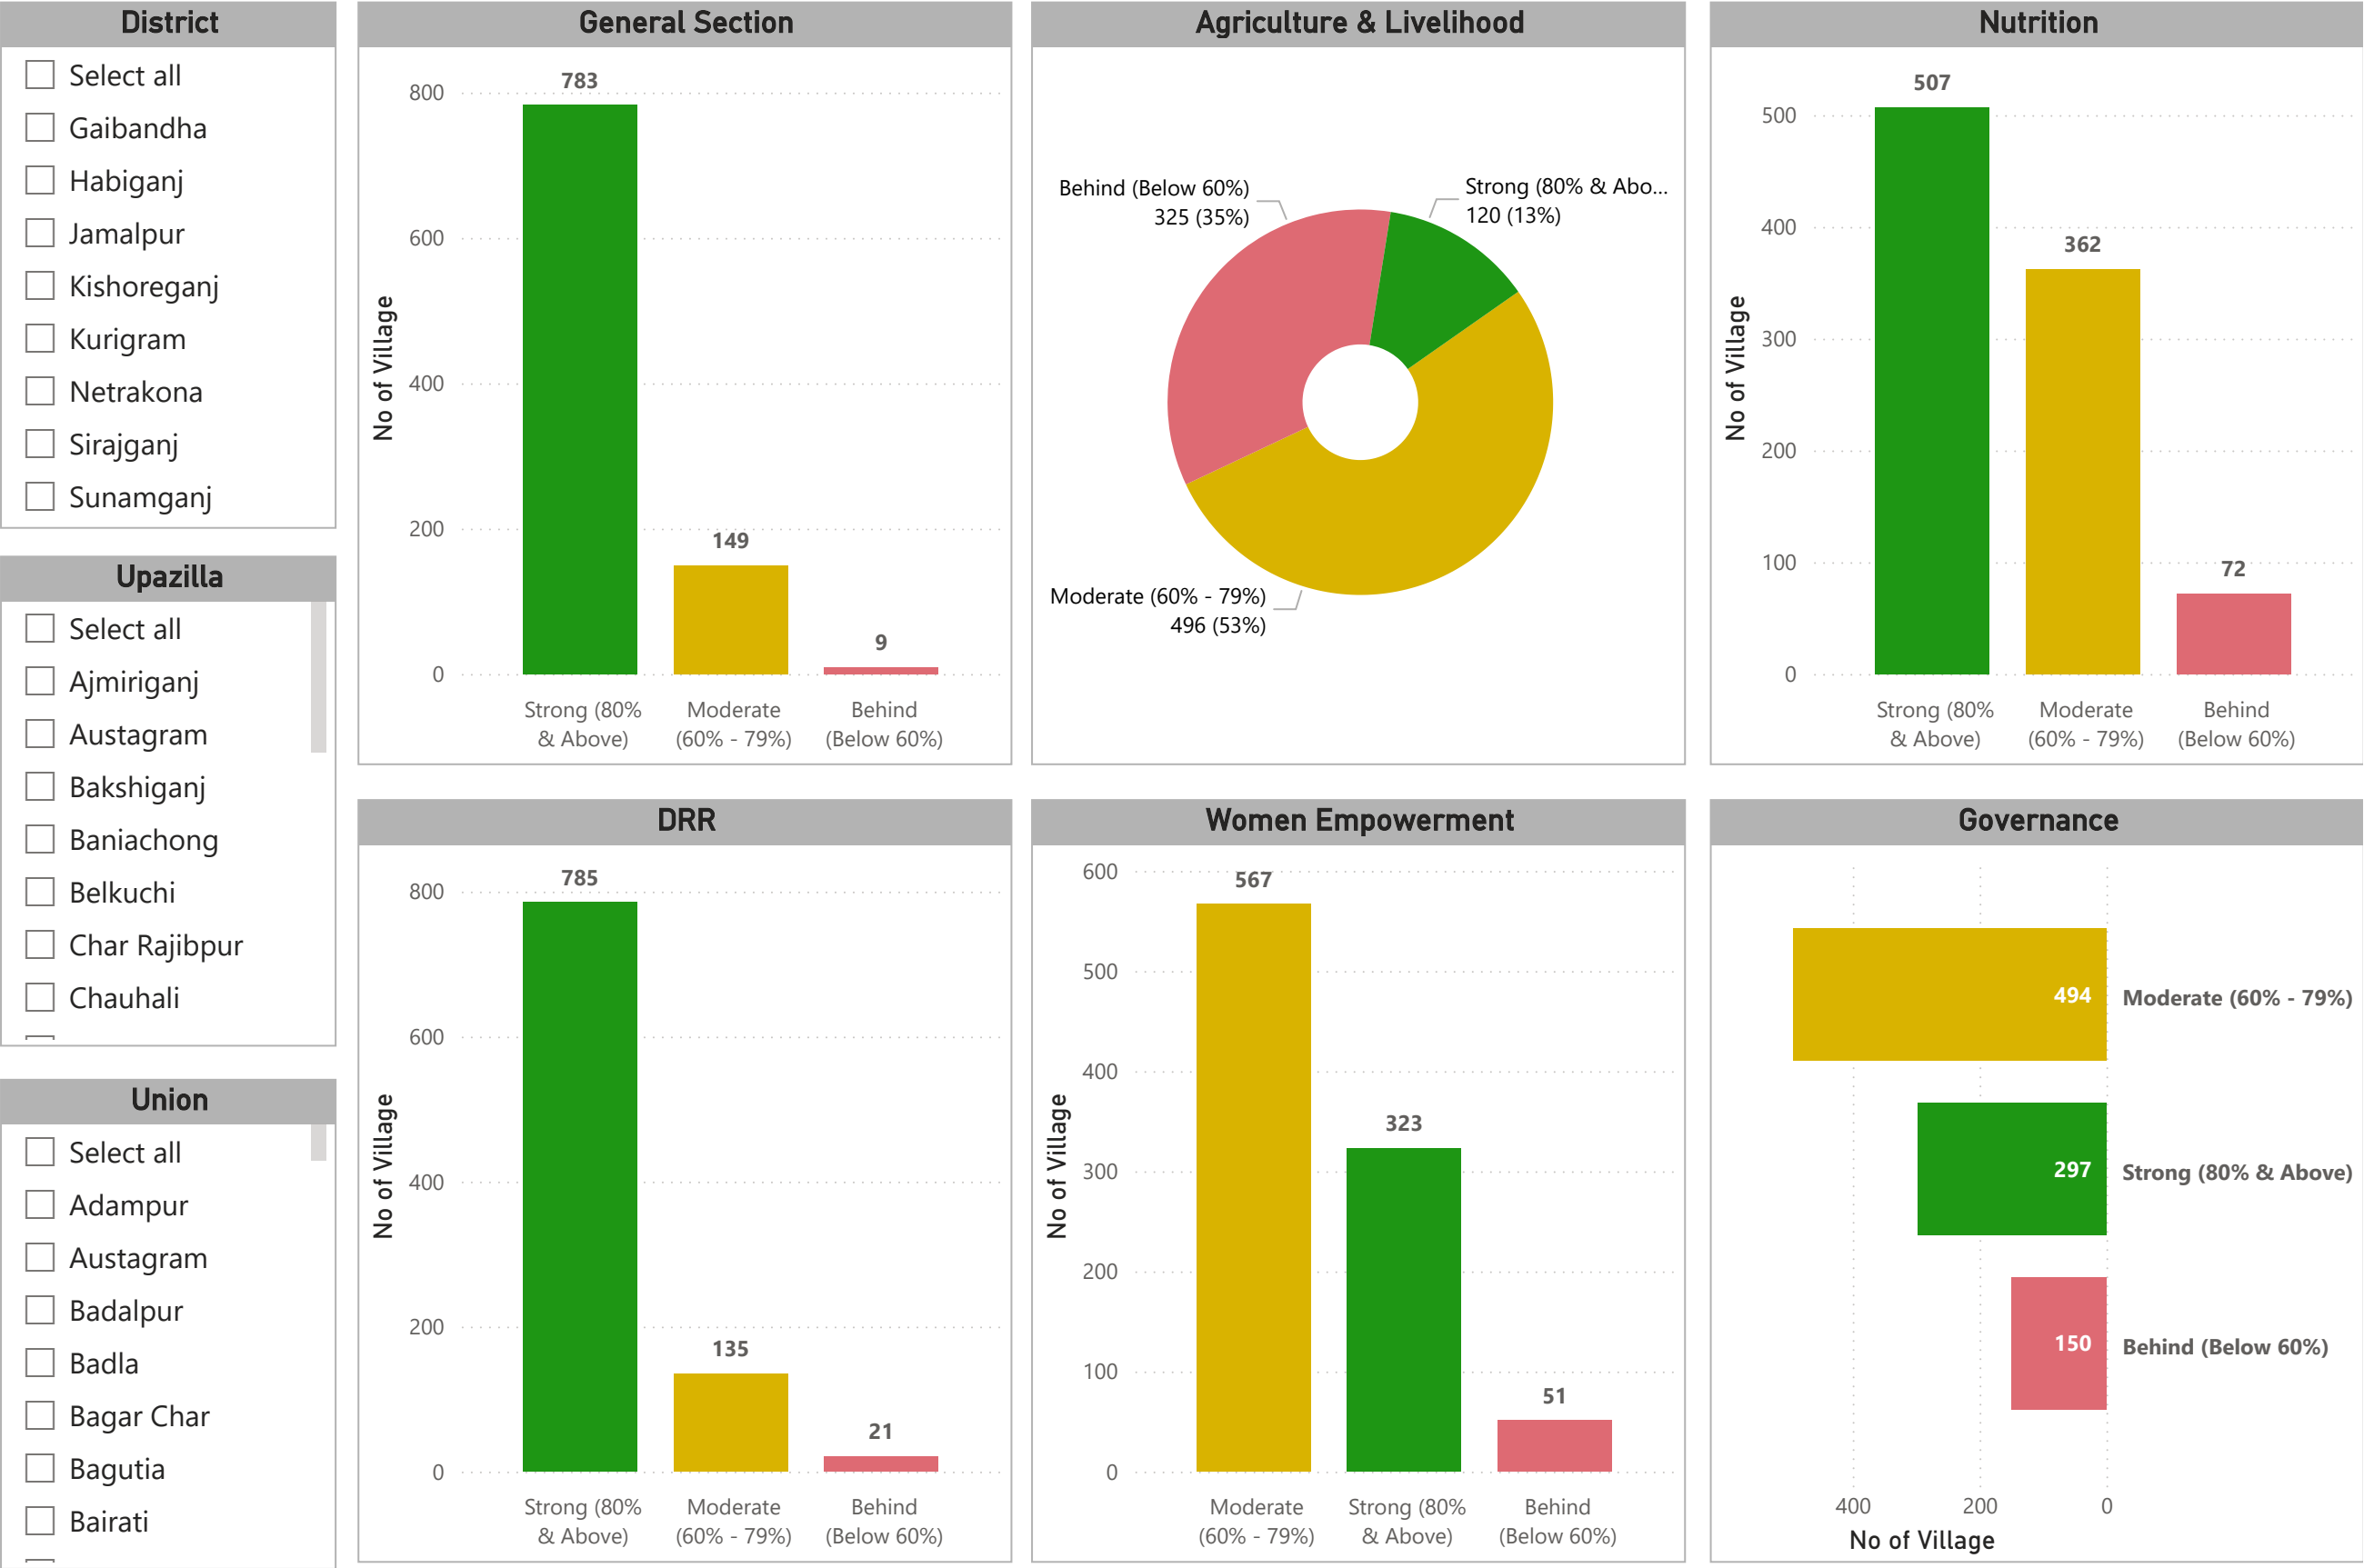 District
Select all
Gaibandha
Habiganj
Jamalpur
Kishoreganj
Kurigram
Netrakona
Sirajganj
Sunamganj
Upazilla
Select all
Ajmiriganj
Austagram
Bakshiganj
Baniachong
Belkuchi
Char Rajibpur
Chauhali
Union
Select all
Adampur
Austagram
Badalpur
Badla
Bagar Char
Bagutia
Bairati
General Section
No of Village
800
600
400
200
0
783
149
9
Strong (80%
& Above)
Moderate
(60% - 79%)
Behind
(Below 60%)
Agriculture & Livelihood
Behind (Below 60%)
325 (35%)
Strong (80% & Abo...
120 (13%)
Moderate (60% - 79%)
496 (53%)
Nutrition
No of Village
500
400
300
200
100
0
507
362
72
Strong (80%
& Above)
Moderate
(60% - 79%)
Behind
(Below 60%)
DRR
No of Village
800
600
400
200
0
785
135
21
Strong (80%
& Above)
Moderate
(60% - 79%)
Behind
(Below 60%)
Women Empowerment
No of Village
600
500
400
300
200
100
0
567
323
51
Moderate
(60% - 79%)
Strong (80%
& Above)
Behind
(Below 60%)
Governance
494 Moderate (60% - 79%)
297 Strong (80% & Above)
150 Behind (Below 60%)
400 200 0
No of Village